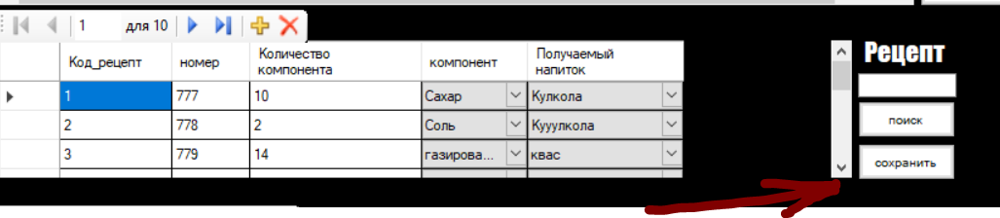 1 для 10
Код_рецепт номер Количество компонента компонент Получаемый напиток
1 777 10 Сахар Кулкола
2 778 2 Соль Кууулкола
3 779 14 газирова... квас
Рецепт
поиск
сохранить